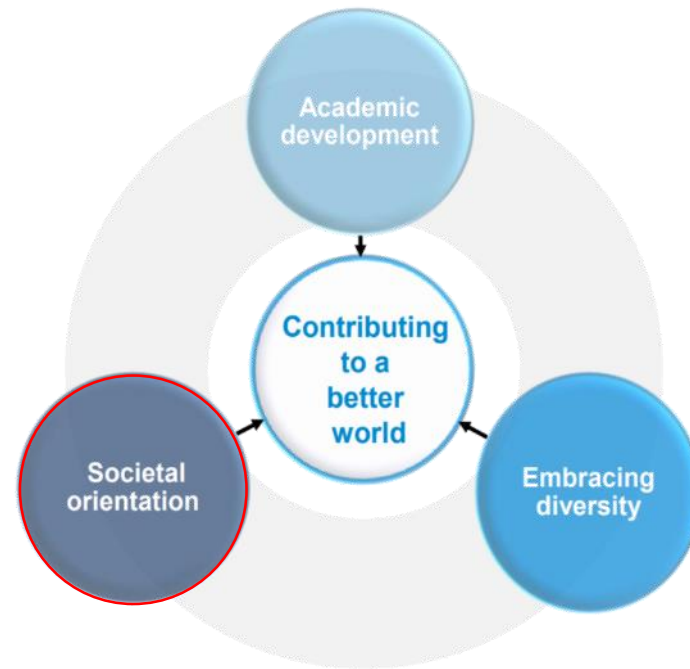 Academic
development
Contributing
to a
better
world
Societal
orientation
Embracing
diversity